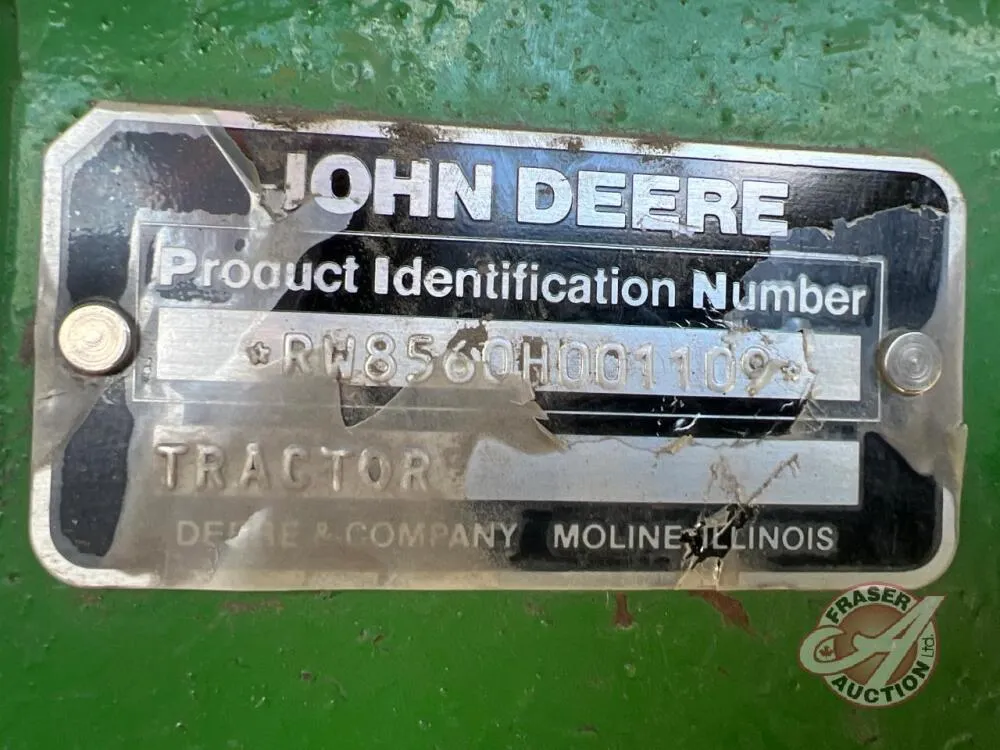 JOHN DEERE
Product Identification Number
*RW8560H001109*
TRACTOR
DEERE & COMPANY MOLINE, ILLINOIS
FRASER
AUCTION Ltd.